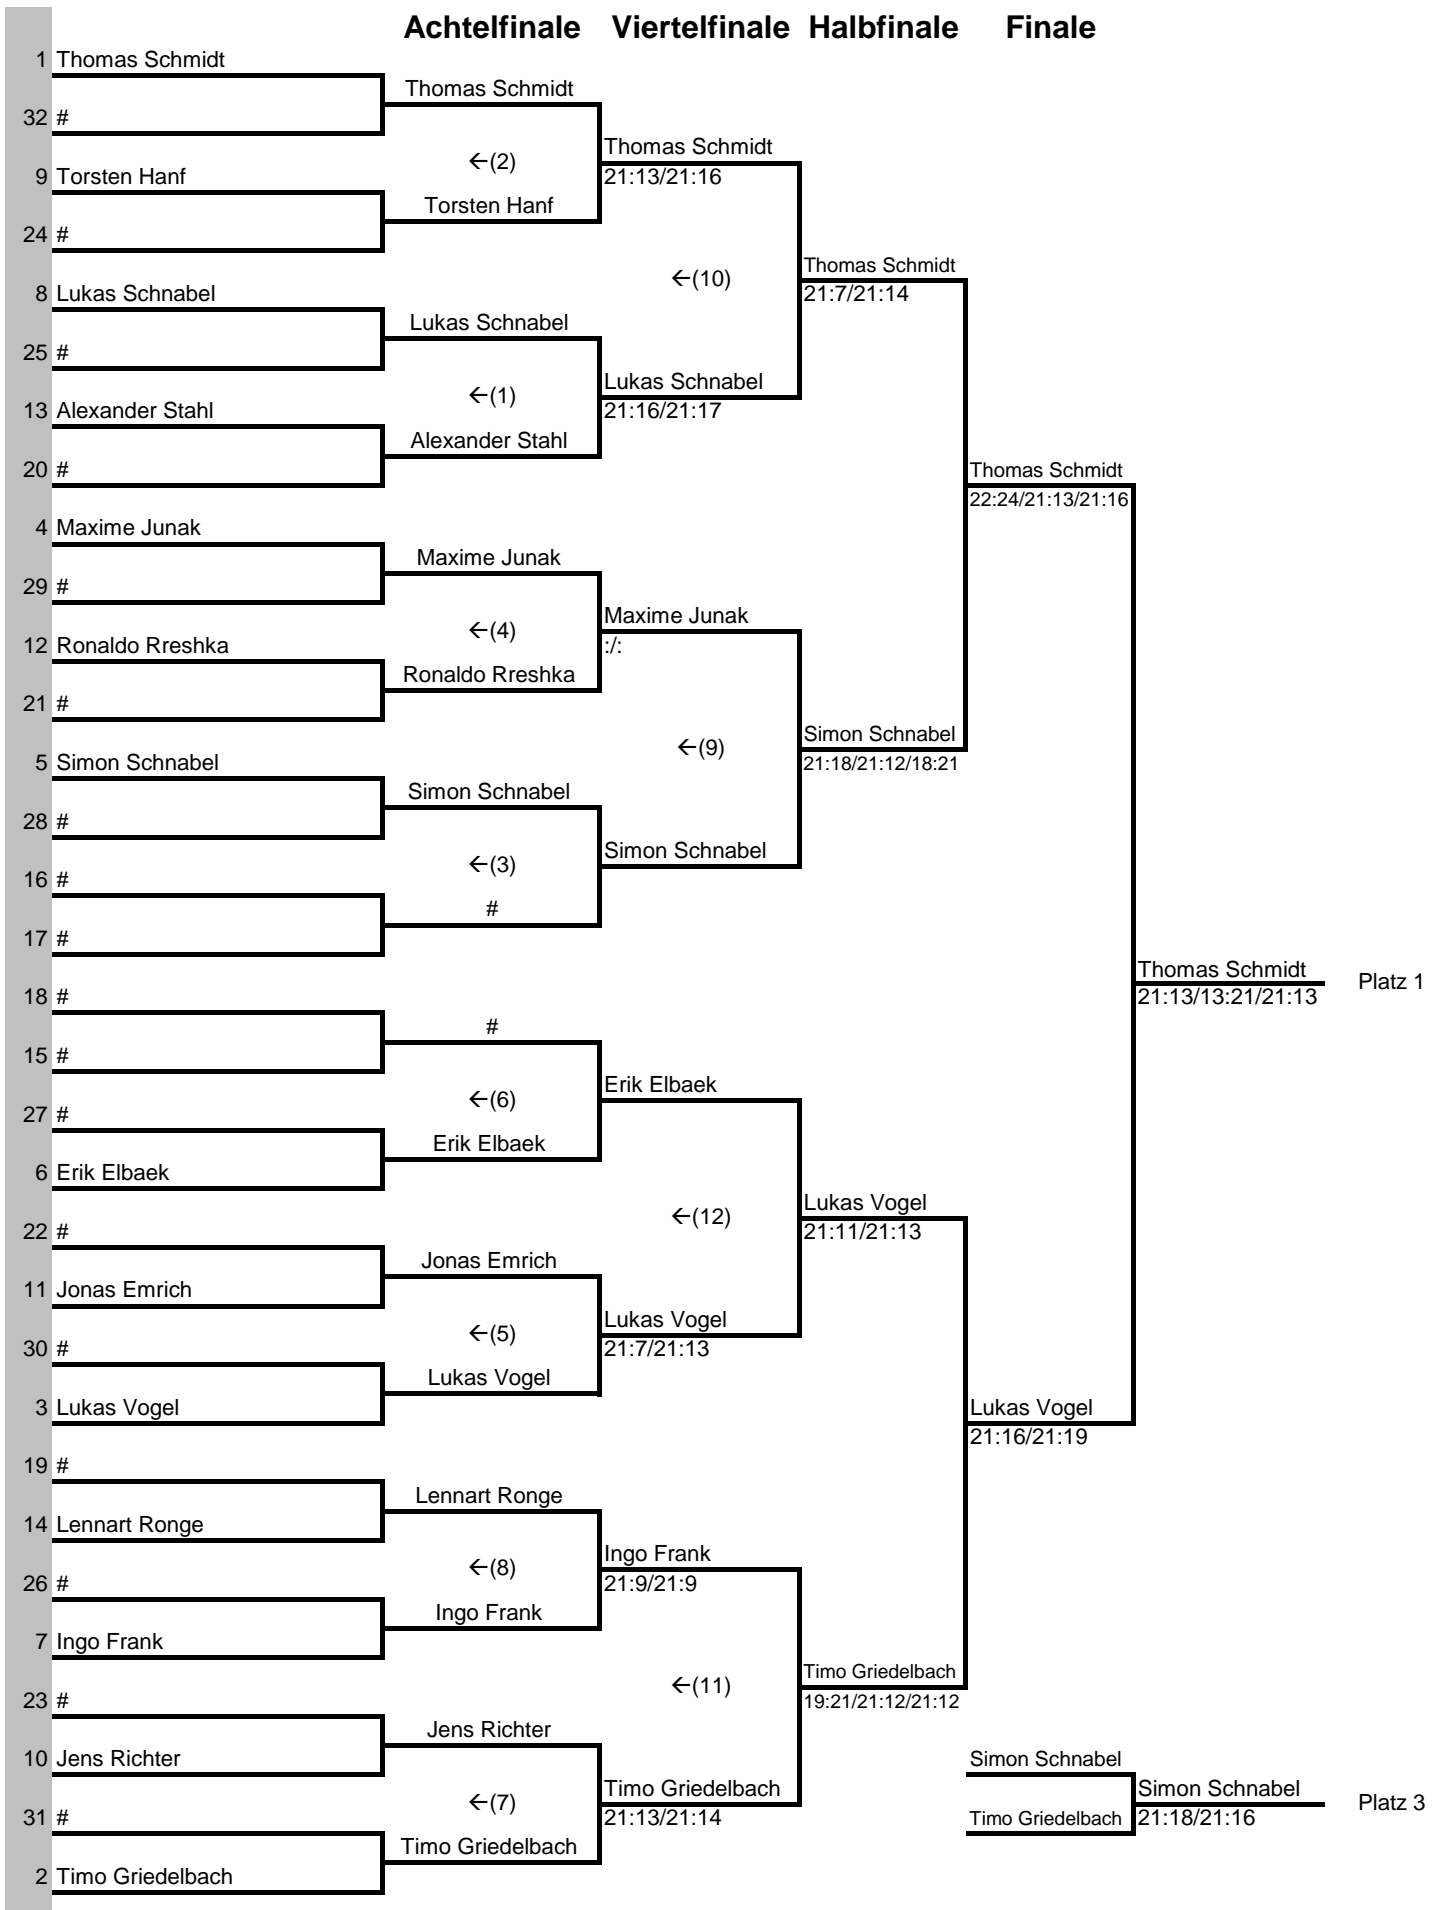 Achtelfinale Viertelfinale Halbfinale Finale
1 Thomas Schmidt
Thomas Schmidt
32 #
Thomas Schmidt
←(2)
9 Torsten Hanf
21:13/21:16
Torsten Hanf
24 #
Thomas Schmidt
←(10)
8 Lukas Schnabel
21:7/21:14
Lukas Schnabel
25 #
Lukas Schnabel
←(1)
13 Alexander Stahl
21:16/21:17
Alexander Stahl
20 #
Thomas Schmidt
22:24/21:13/21:16
4 Maxime Junak
Maxime Junak
29 #
Maxime Junak
←(4)
12 Ronaldo Rreshka
:/:
Ronaldo Rreshka
21 #
Simon Schnabel
←(9)
5 Simon Schnabel
21:18/21:12/18:21
Simon Schnabel
28 #
Simon Schnabel
←(3)
16 #
#
17 #
Thomas Schmidt
Platz 1
18 #
21:13/13:21/21:13
#
15 #
Erik Elbaek
←(6)
27 #
Erik Elbaek
6 Erik Elbaek
Lukas Vogel
←(12)
22 #
21:11/21:13
Jonas Emrich
11 Jonas Emrich
Lukas Vogel
←(5)
30 #
21:7/21:13
Lukas Vogel
3 Lukas Vogel
Lukas Vogel
21:16/21:19
19 #
Lennart Ronge
14 Lennart Ronge
Ingo Frank
←(8)
26 #
21:9/21:9
Ingo Frank
7 Ingo Frank
Timo Griedelbach
←(11)
23 #
19:21/21:12/21:12
Jens Richter
10 Jens Richter
Simon Schnabel
Timo Griedelbach
Simon Schnabel
←(7)
Platz 3
31 #
21:13/21:14
Timo Griedelbach
21:18/21:16
Timo Griedelbach
2 Timo Griedelbach